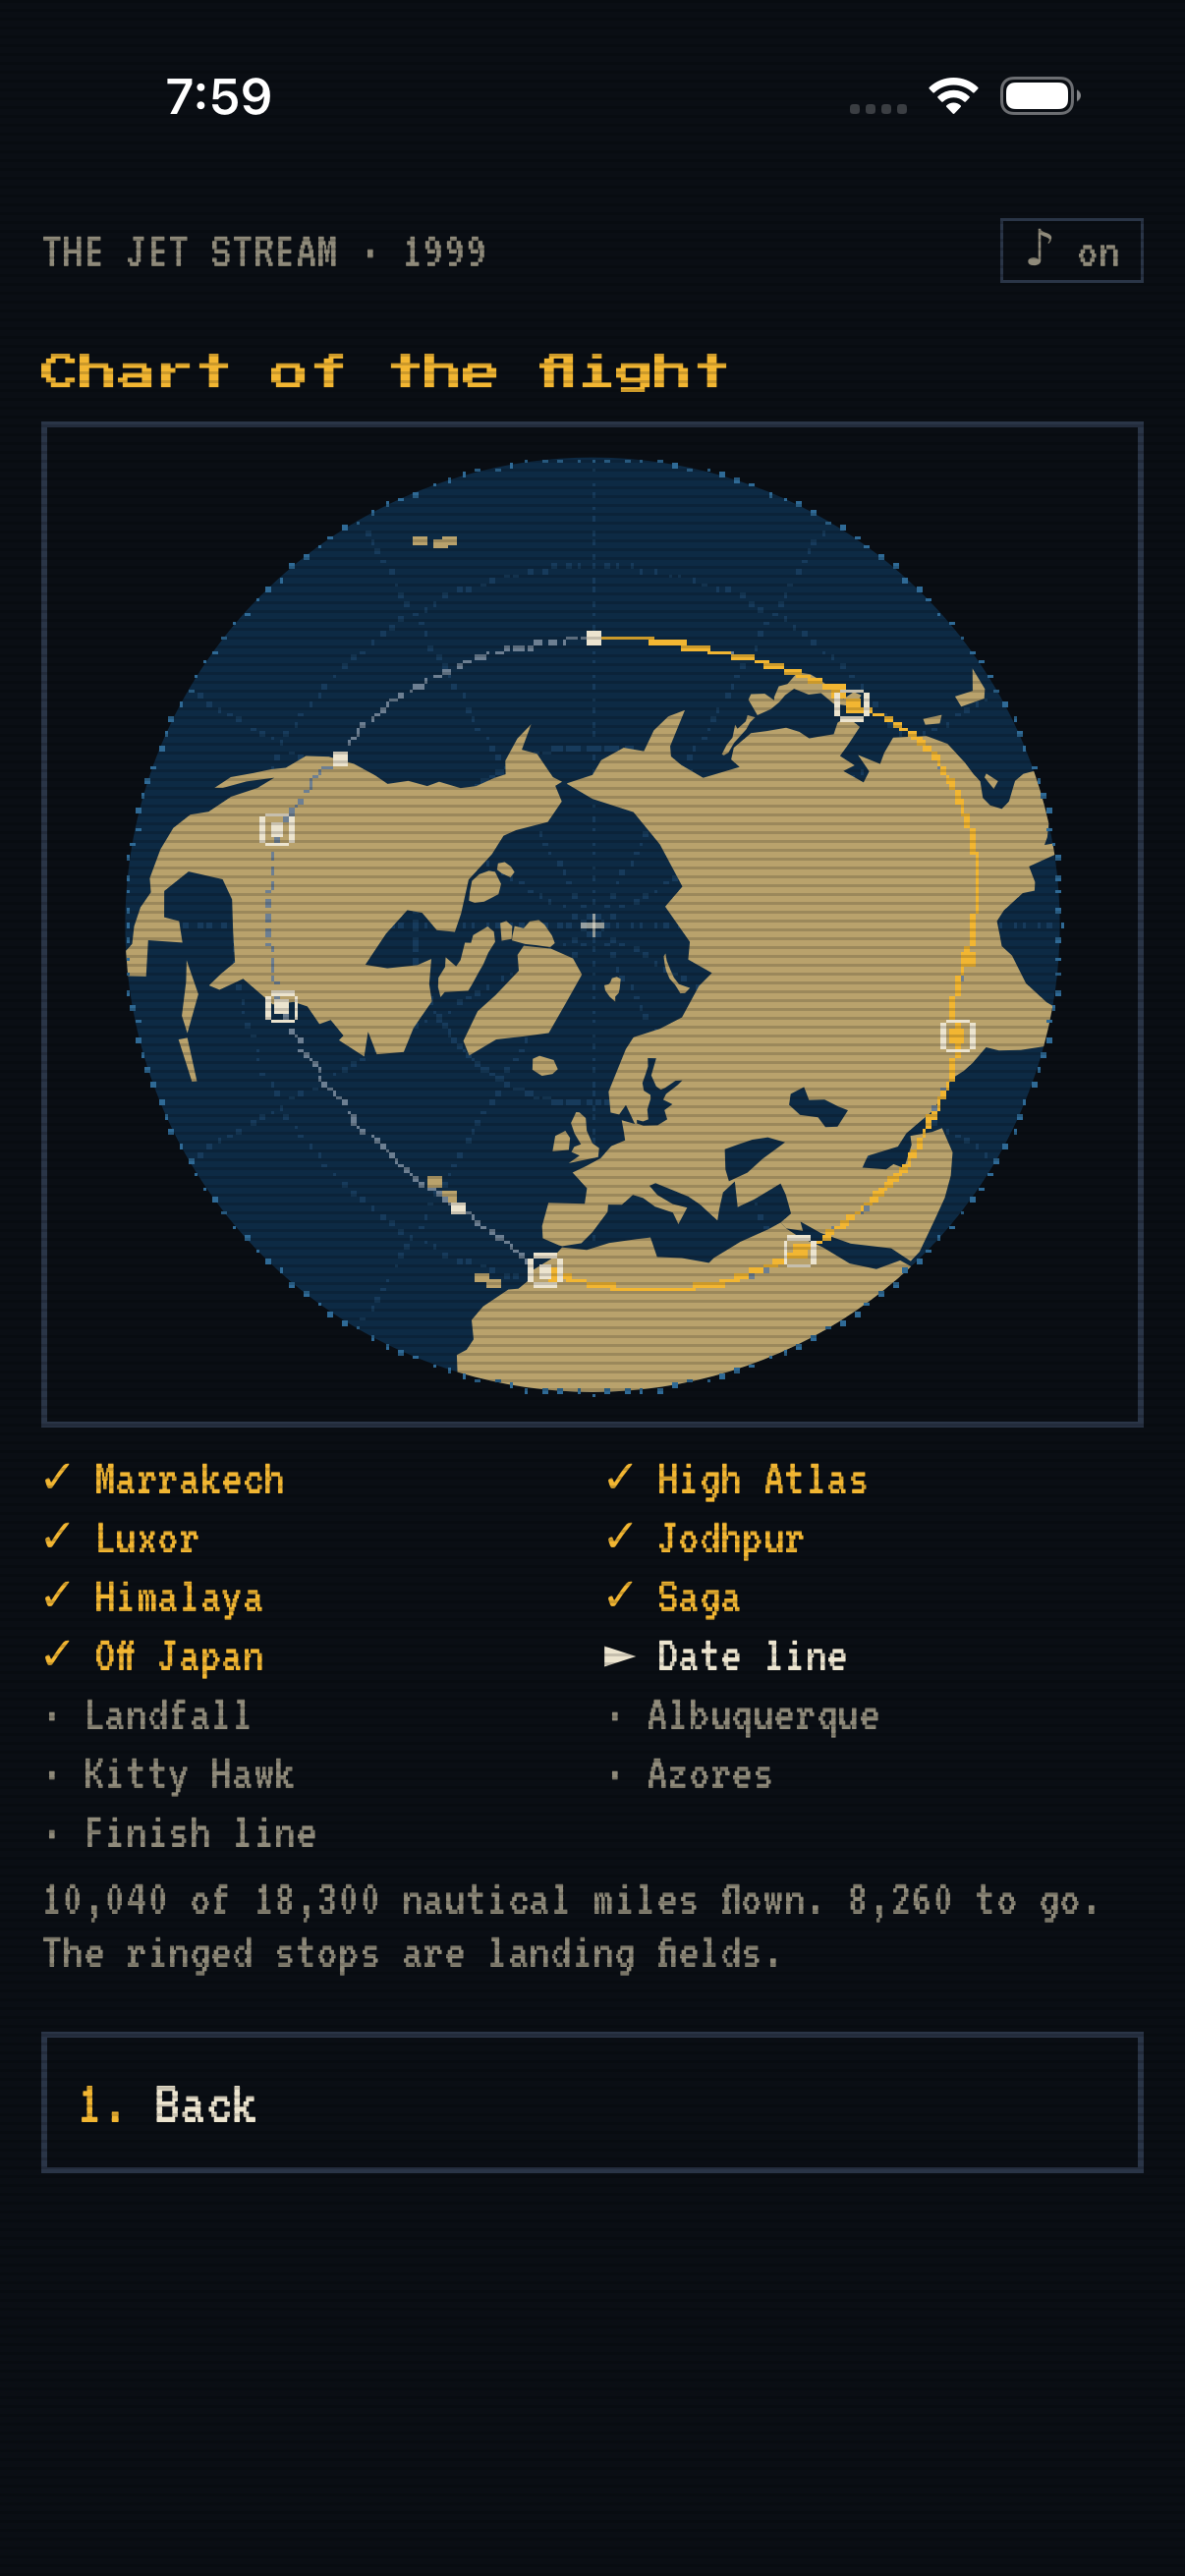 7:59
THE JET STREAM · 1999
♪ on
Chart of the flight
✓ Marrakech
✓ High Atlas
✓ Luxor
✓ Jodhpur
✓ Himalaya
✓ Saga
✓ Off Japan
► Date line
· Landfall
· Albuquerque
· Kitty Hawk
· Azores
· Finish line
10,040 of 18,300 nautical miles flown. 8,260 to go.
The ringed stops are landing fields.
1. Back